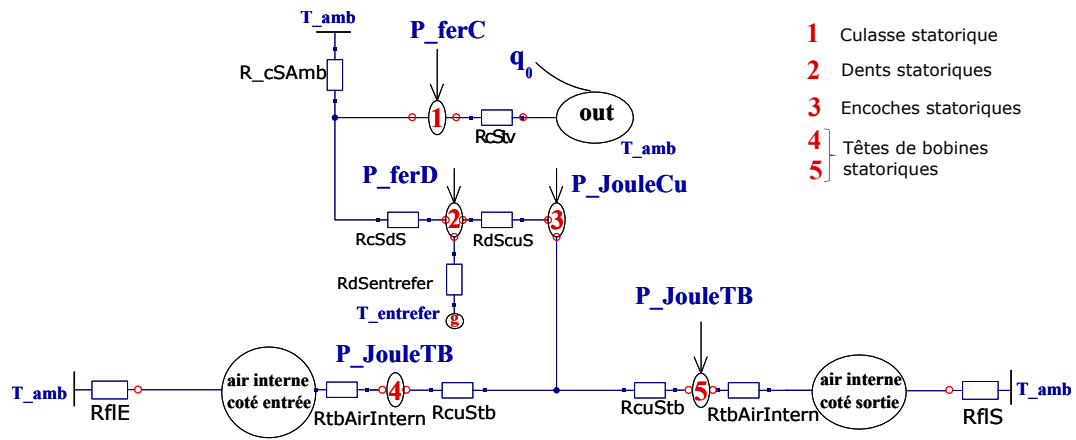 T_amb
P_ferC
1 Culasse statorique
q0
2 Dents statoriques
R_cSAmb
3 Encoches statoriques
1
out
RcStv
4 Têtes de bobines
5 statoriques
T_amb
P_ferD
P_JouleCu
2
3
RcSdS
RdScuS
RdSentrefer
P_JouleTB
T_entrefer
g
P_JouleTB
T_amb
air interne
coté entrée
4
5
air interne
coté sortie
T_amb
RflE
RtbAirIntern
RcuStb
RcuStb
RtbAirIntern
RflS